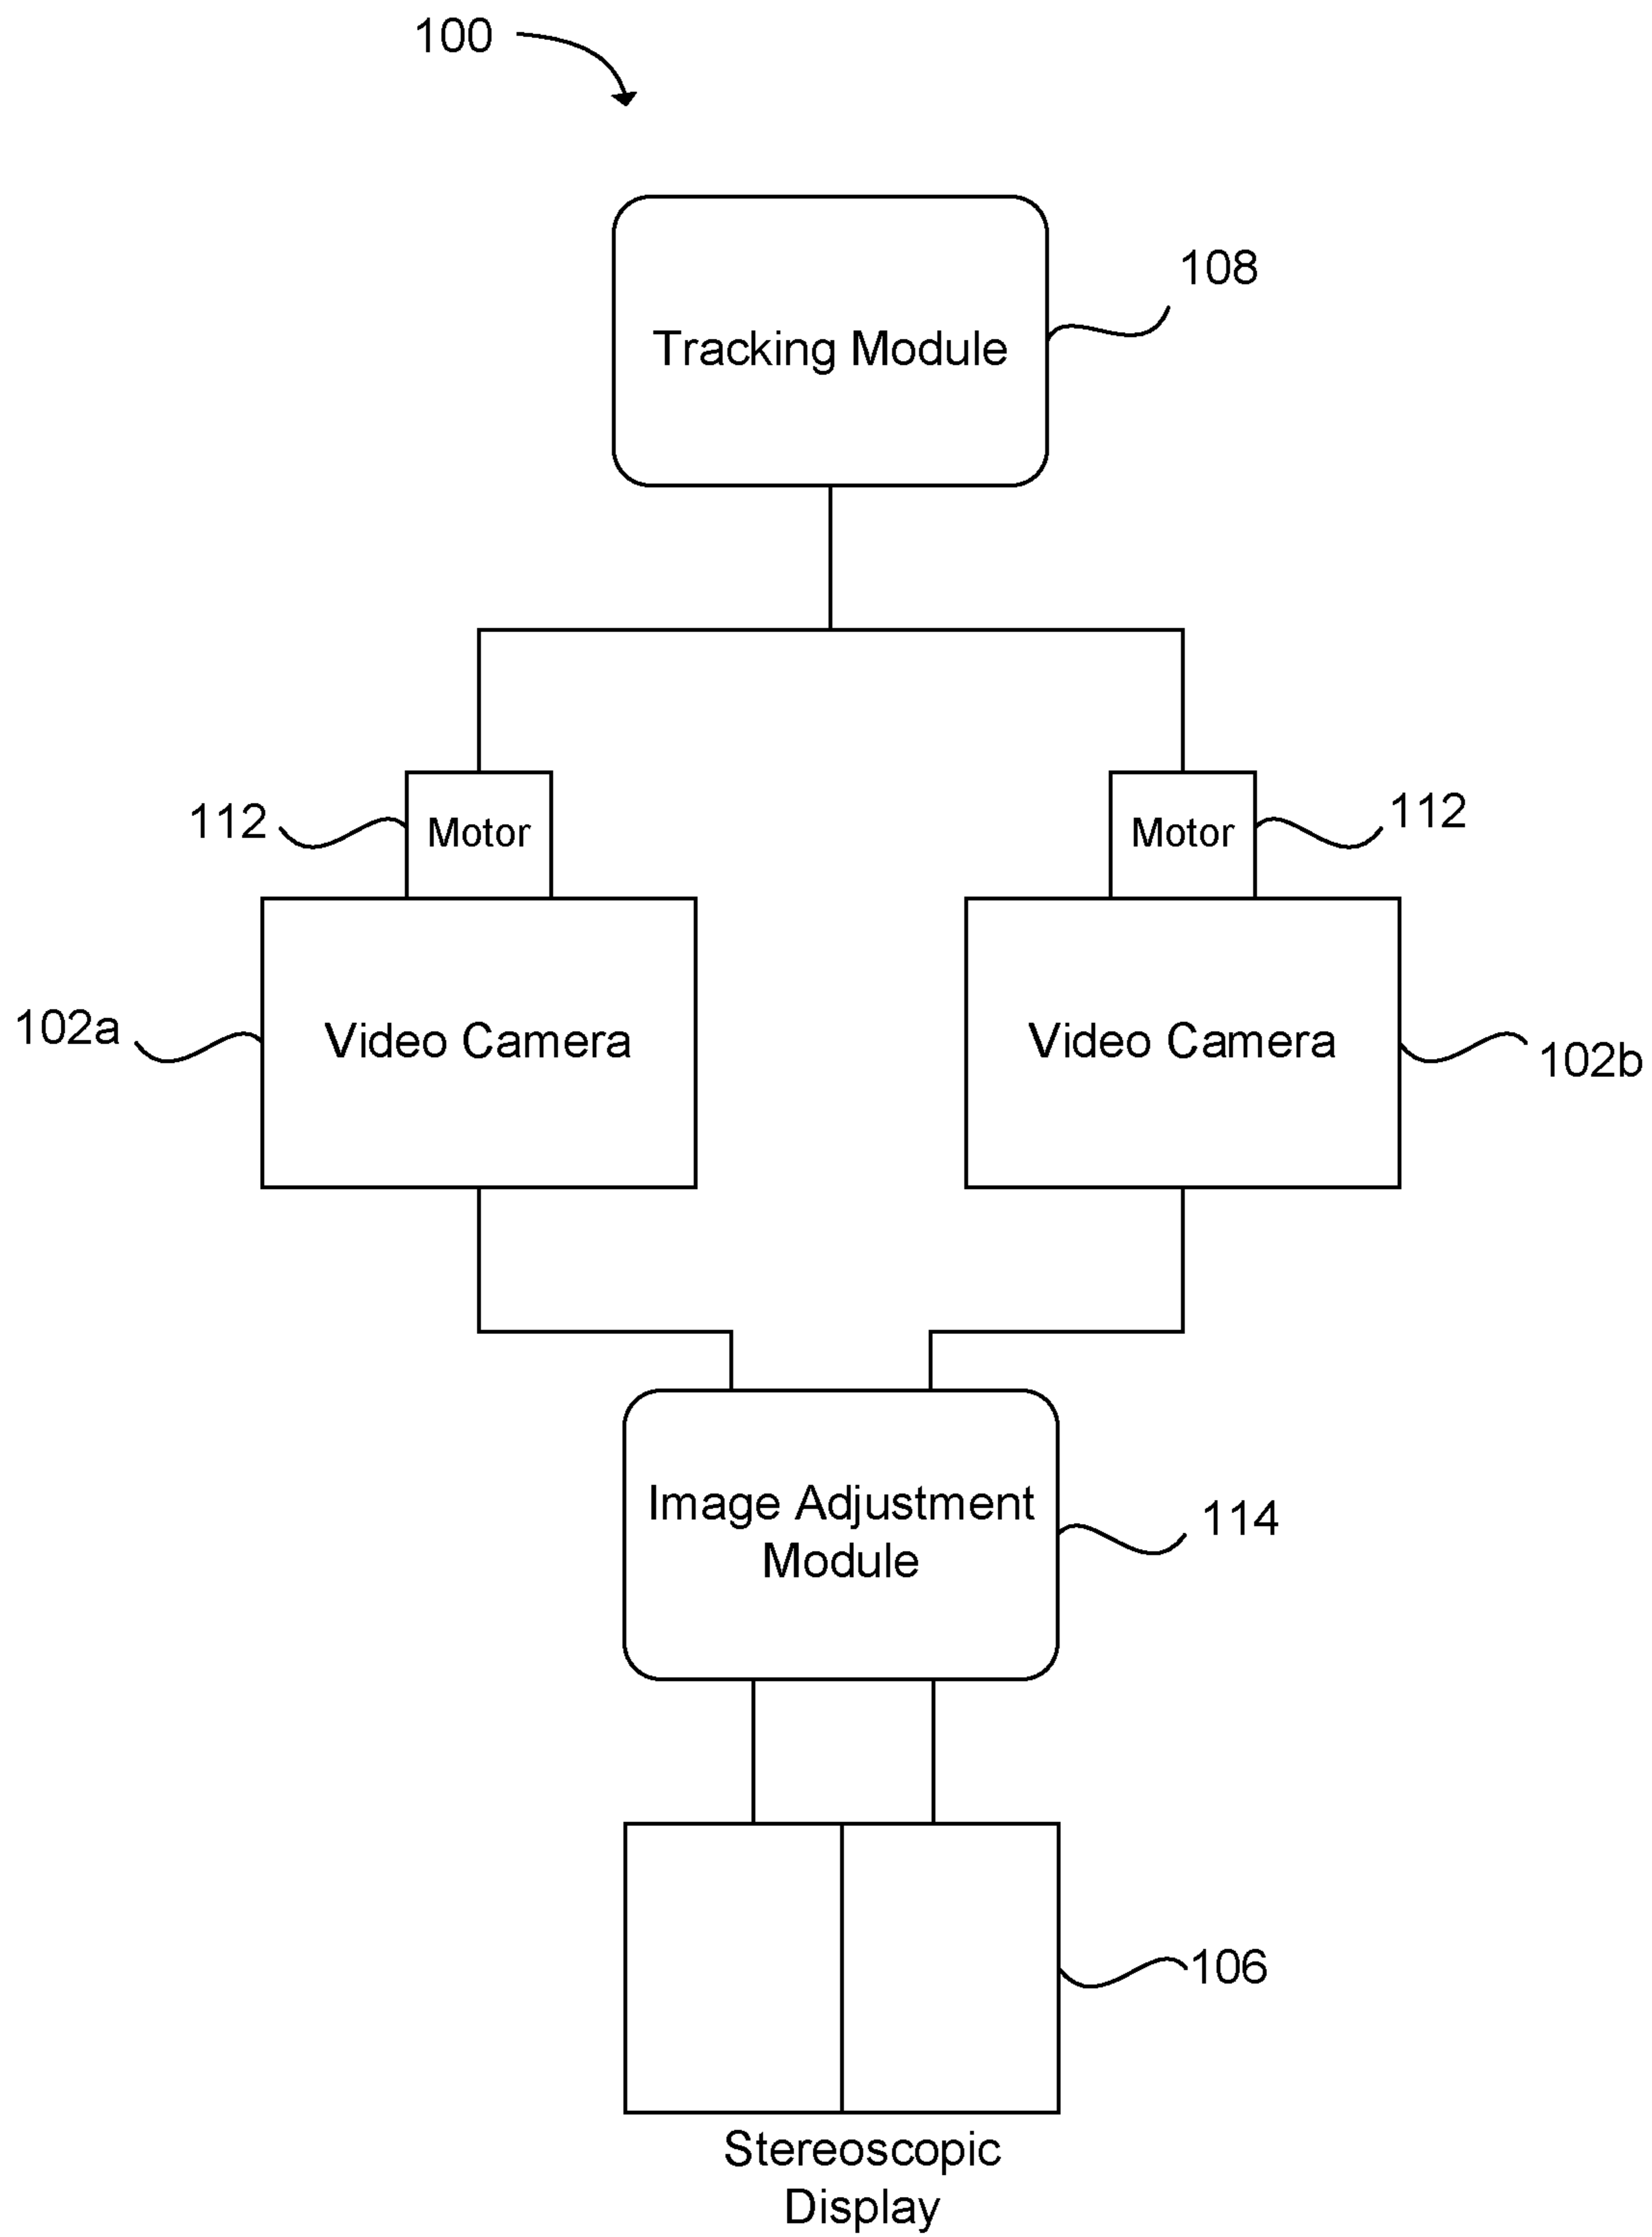 100
108
Tracking Module
112
Motor
Motor
112
102a
Video Camera
Video Camera
102b
Image Adjustment
Module
114
106
Stereoscopic
Display